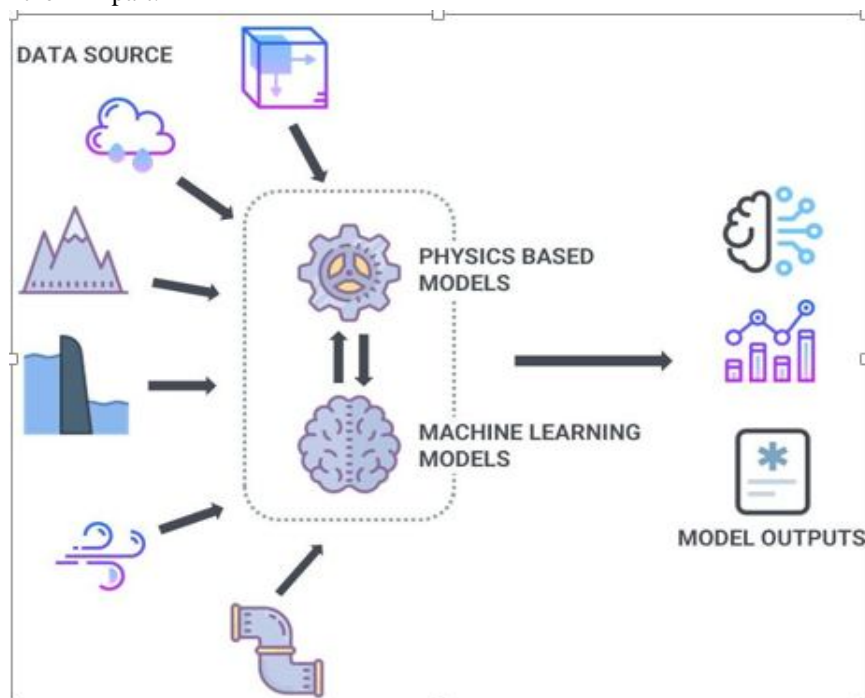 DATA SOURCE
PHYSICS BASED
MODELS
MACHINE LEARNING
MODELS
MODEL OUTPUTS